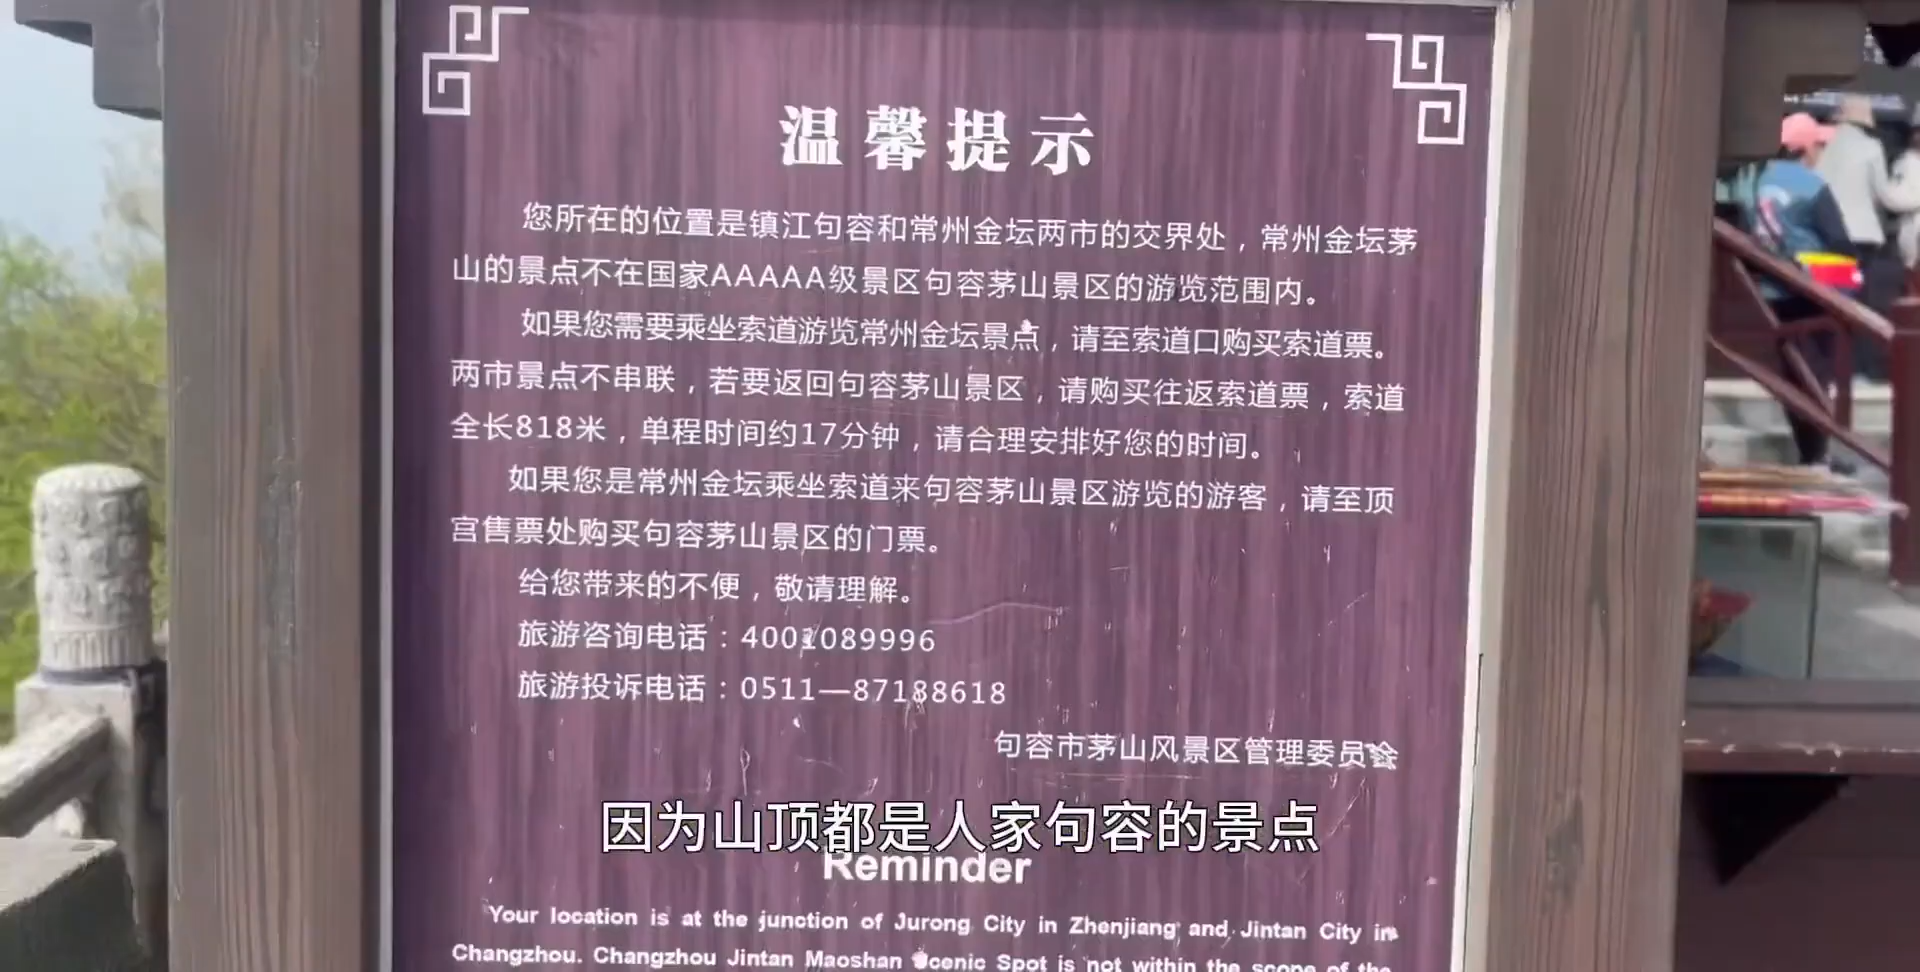 温馨提示
您所在的位置是镇江句容和常州金坛两市的交界处，常州金坛茅
山的景点不在国家AAAAA级景区句容茅山景区的游览范围内。
如果您需要乘坐索道游览常州金坛景点，请至索道口购买索道票。
两市景点不串联，若要返回句容茅山景区，请购买往返索道票，索道
全长818米，单程时间约17分钟，请合理安排好您的时间。
如果您是常州金坛乘坐索道来句容茅山景区游览的游客，请至顶
宫售票处购买句容茅山景区的门票。
给您带来的不便，敬请理解。
旅游咨询电话：4001089996
旅游投诉电话：0511—87188618
句容市茅山风景区管理委员会
因为山顶都是人家句容的景点
Reminder
Your location is at the junction of Jurong City in Zhenjiang and Jintan City in
Changzhou. Changzhou Jintan Maoshan Scenic Spot is not within the scope of the